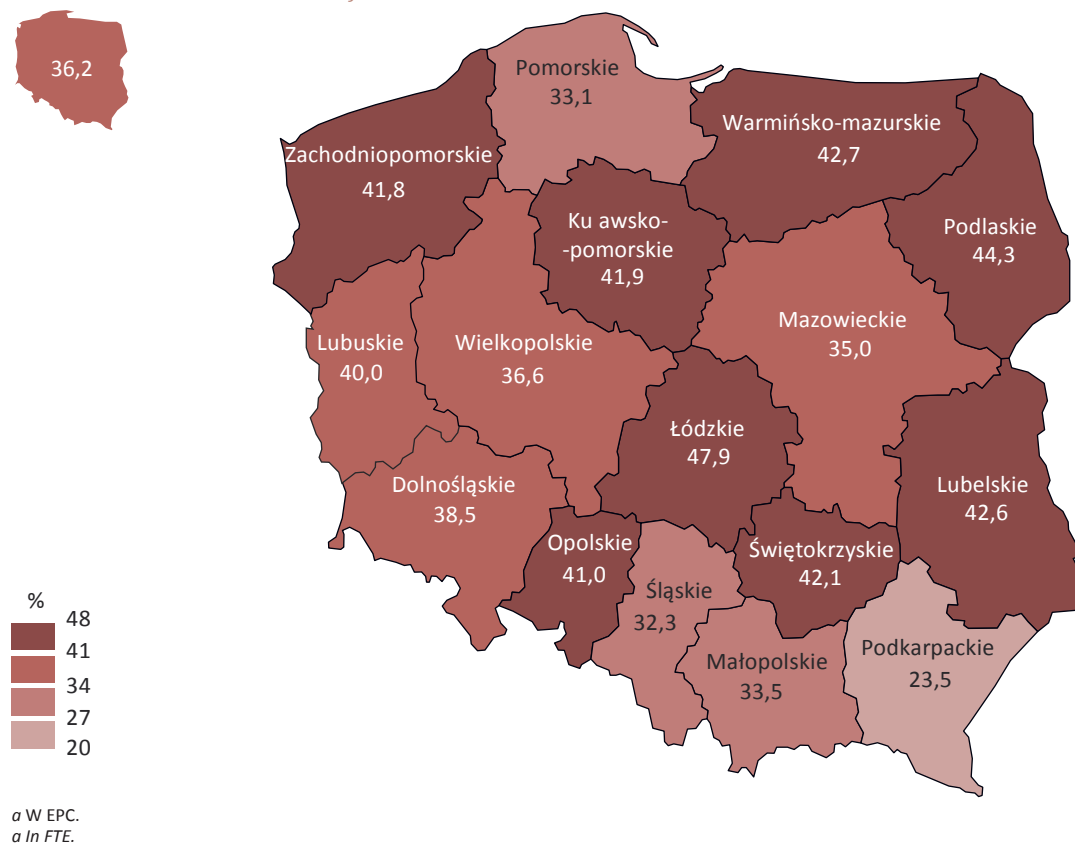 36,2
Pomorskie
33,1
Warmińsko-mazurskie
42,7
Zachodniopomorskie
41,8
Ku awsko-
-pomorskie
41,9
Podlaskie
44,3
Mazowieckie
35,0
Lubuskie
40,0
Wielkopolskie
36,6
Łódzkie
47,9
Dolnośląskie
38,5
Lubelskie
42,6
Opolskie
41,0
Świętokrzyskie
42,1
Śląskie
32,3
Małopolskie
33,5
Podkarpackie
23,5
%
48
41
34
27
20
a W EPC.
a In FTE.